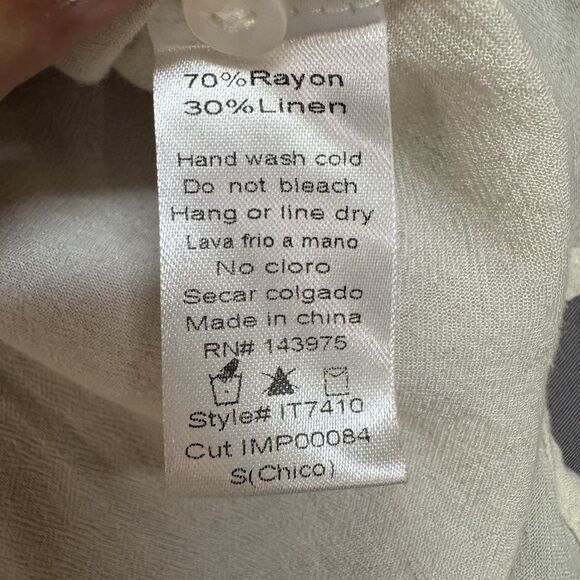 70%Rayon
30%Linen
Hand wash cold
Do not bleach
Hang or line dry
Lava frio a mano
No cloro
Secar colgado
Made in china
RN# 143975
Style# IT7410
Cut IMP00084
S(Chico)